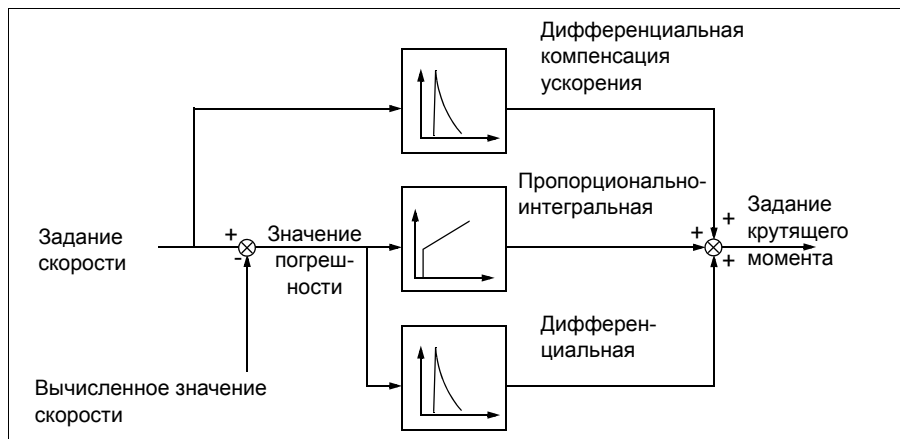 Дифференциальная
компенсация
ускорения
Пропорционально-
интегральная
Задание
скорости
+
-
Значение
погреш-
ности
+
+
+
Задание
крутящего
момента
Дифферен-
циальная
Вычисленное значение
скорости